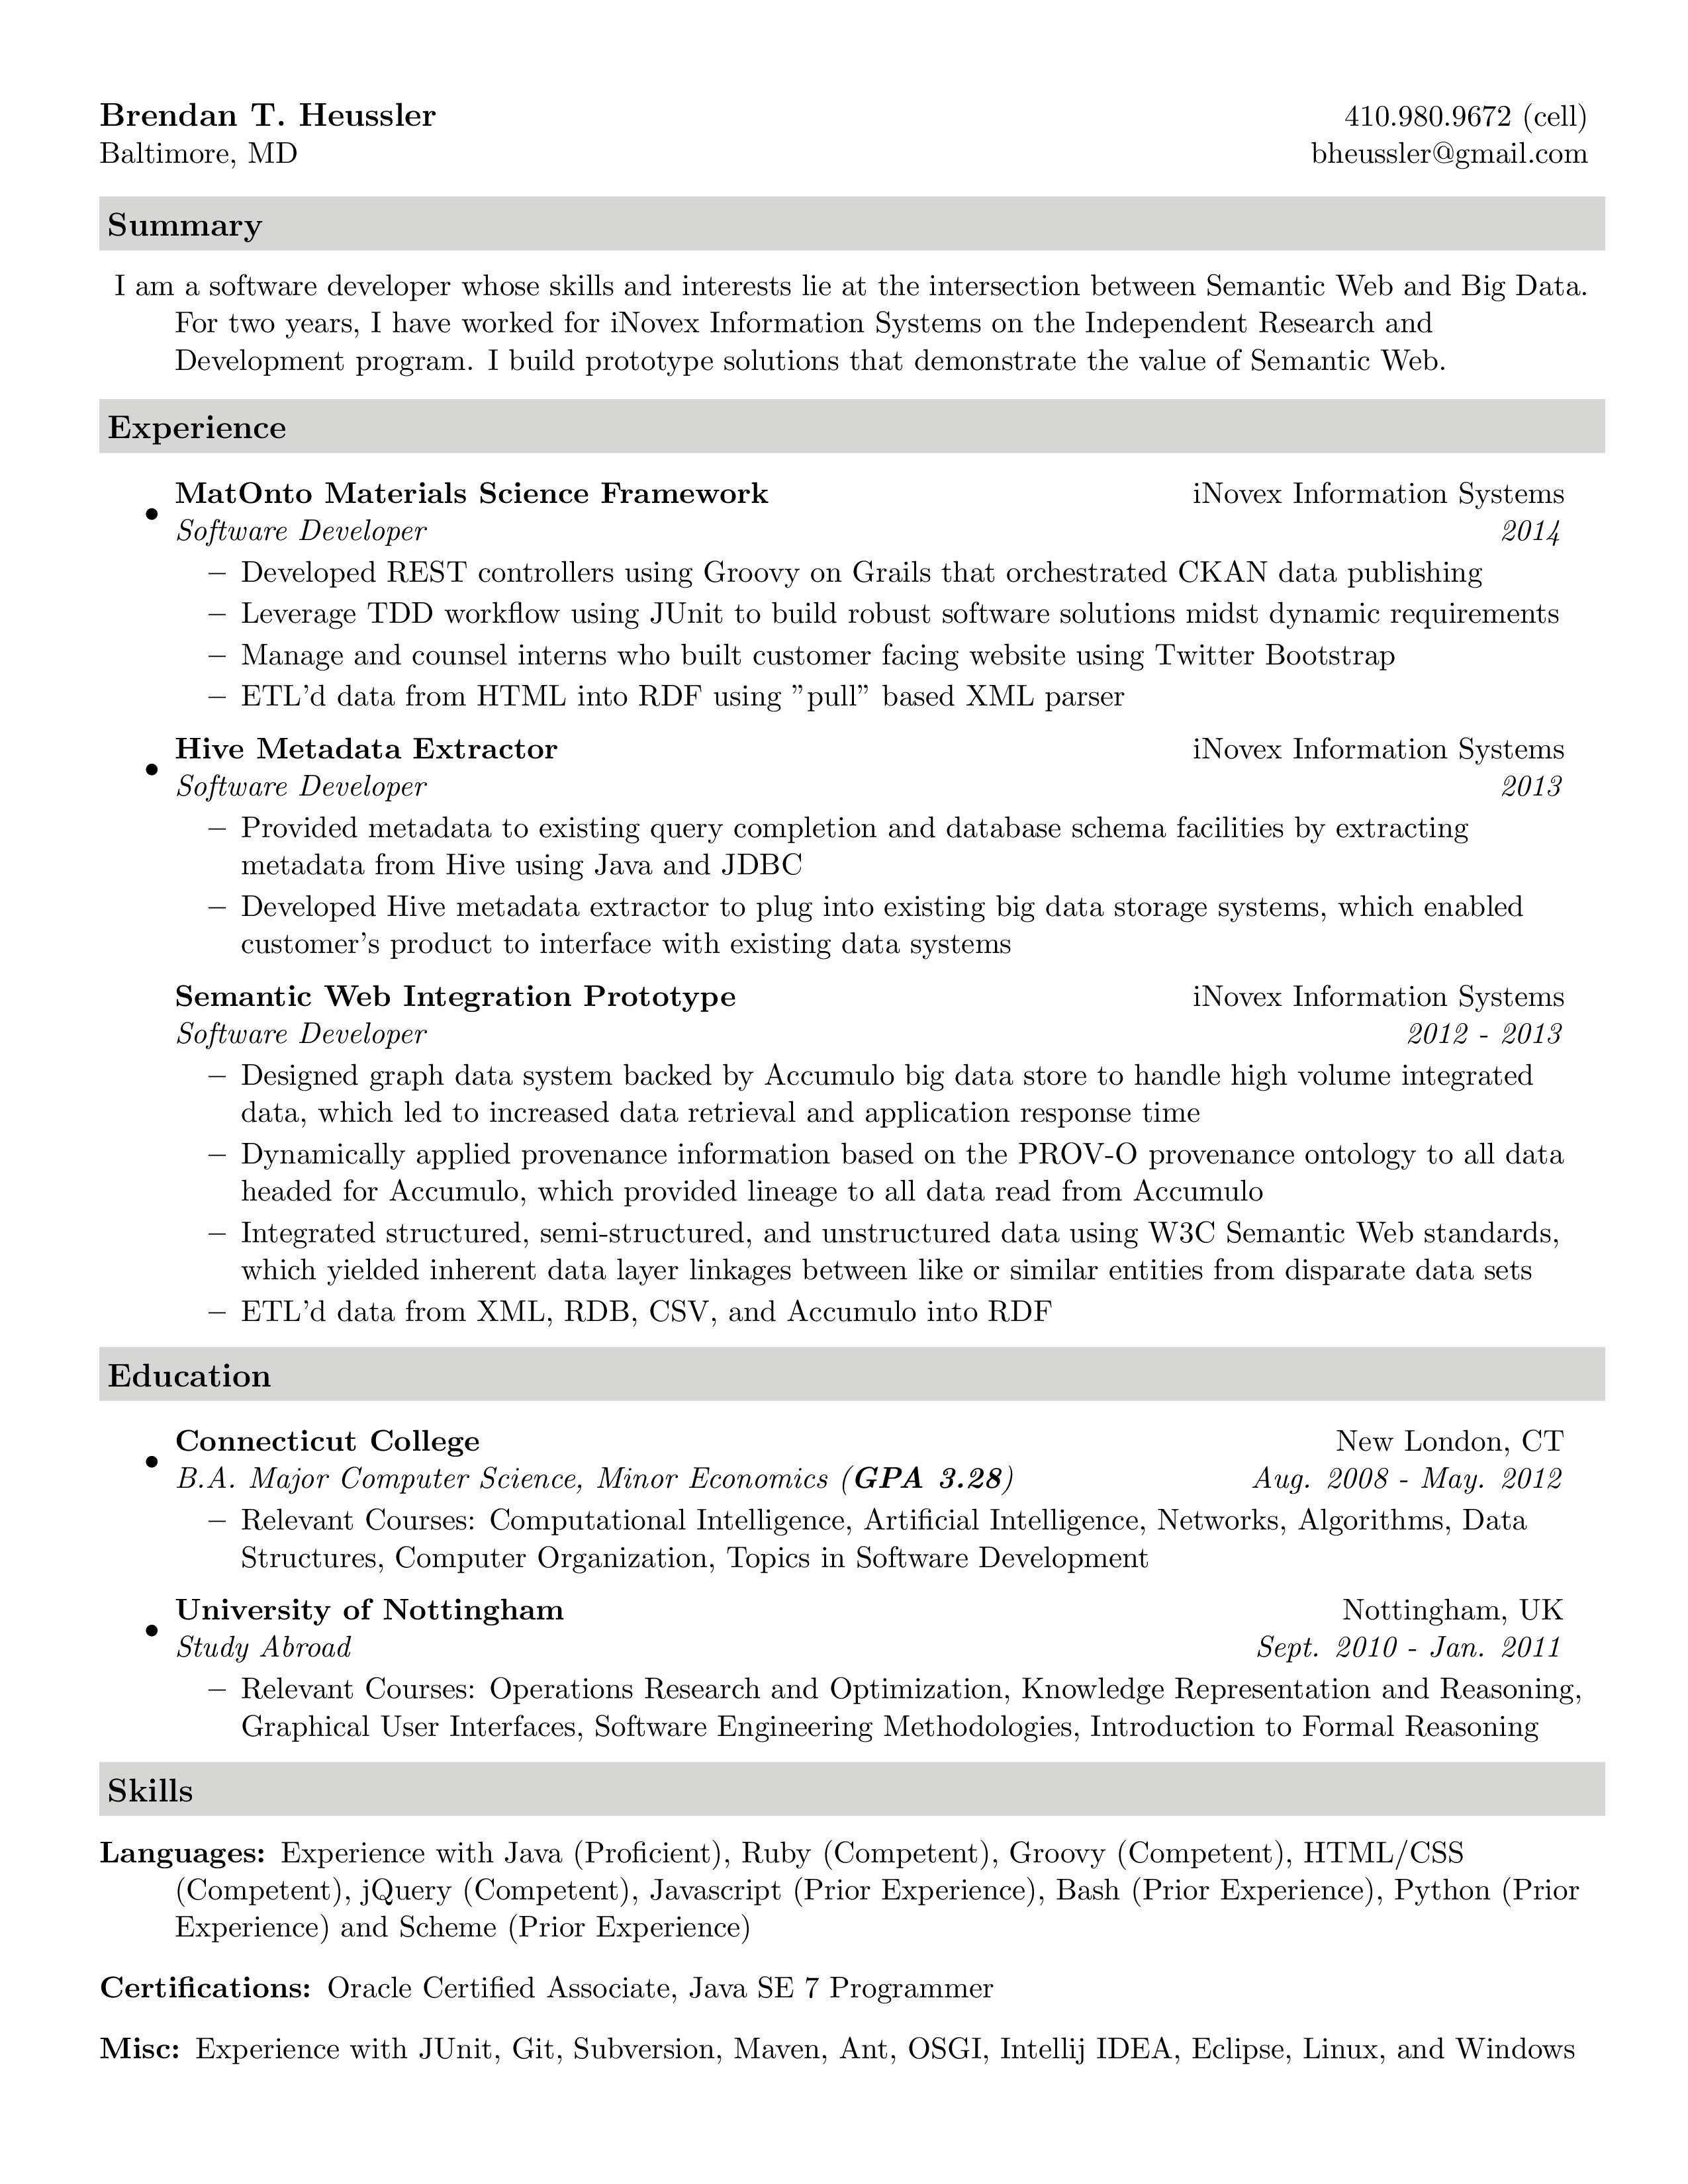 Brendan T. Heussler 410.980.9672 (cell)
Baltimore, MD bheussler@gmail.com
Summary
I am a software developer whose skills and interests lie at the intersection between Semantic Web and Big Data.
For two years, I have worked for iNovex Information Systems on the Independent Research and
Development program. I build prototype solutions that demonstrate the value of Semantic Web.
Experience
• MatOnto Materials Science Framework iNovex Information Systems
Software Developer 2014
– Developed REST controllers using Groovy on Grails that orchestrated CKAN data publishing
– Leverage TDD workflow using JUnit to build robust software solutions midst dynamic requirements
– Manage and counsel interns who built customer facing website using Twitter Bootstrap
– ETL'd data from HTML into RDF using ”pull” based XML parser
• Hive Metadata Extractor iNovex Information Systems
Software Developer 2013
– Provided metadata to existing query completion and database schema facilities by extracting
metadata from Hive using Java and JDBC
– Developed Hive metadata extractor to plug into existing big data storage systems, which enabled
customer's product to interface with existing data systems
Semantic Web Integration Prototype iNovex Information Systems
Software Developer 2012 - 2013
– Designed graph data system backed by Accumulo big data store to handle high volume integrated
data, which led to increased data retrieval and application response time
– Dynamically applied provenance information based on the PROV-O provenance ontology to all data
headed for Accumulo, which provided lineage to all data read from Accumulo
– Integrated structured, semi-structured, and unstructured data using W3C Semantic Web standards,
which yielded inherent data layer linkages between like or similar entities from disparate data sets
– ETL'd data from XML, RDB, CSV, and Accumulo into RDF
Education
• Connecticut College New London, CT
B.A. Major Computer Science, Minor Economics (GPA 3.28) Aug. 2008 - May. 2012
– Relevant Courses: Computational Intelligence, Artificial Intelligence, Networks, Algorithms, Data
Structures, Computer Organization, Topics in Software Development
• University of Nottingham Nottingham, UK
Study Abroad Sept. 2010 - Jan. 2011
– Relevant Courses: Operations Research and Optimization, Knowledge Representation and Reasoning,
Graphical User Interfaces, Software Engineering Methodologies, Introduction to Formal Reasoning
Skills
Languages: Experience with Java (Proficient), Ruby (Competent), Groovy (Competent), HTML/CSS
(Competent), jQuery (Competent), Javascript (Prior Experience), Bash (Prior Experience), Python (Prior
Experience) and Scheme (Prior Experience)
Certifications: Oracle Certified Associate, Java SE 7 Programmer
Misc: Experience with JUnit, Git, Subversion, Maven, Ant, OSGI, Intellij IDEA, Eclipse, Linux, and Windows